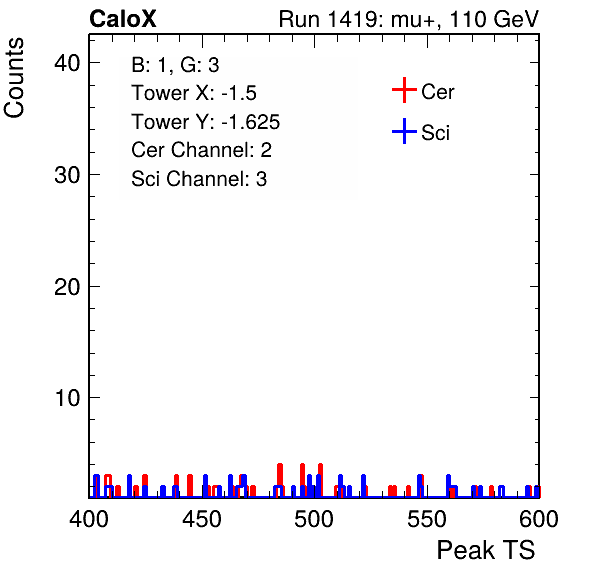 CaloX Run 1419: mu+, 110 GeV
Counts
B: 1, G: 3
Tower X: -1.5
Tower Y: -1.625
Cer Channel: 2
Sci Channel: 3
Cer
Sci
40
30
20
10
400 450 500 550 600
Peak TS